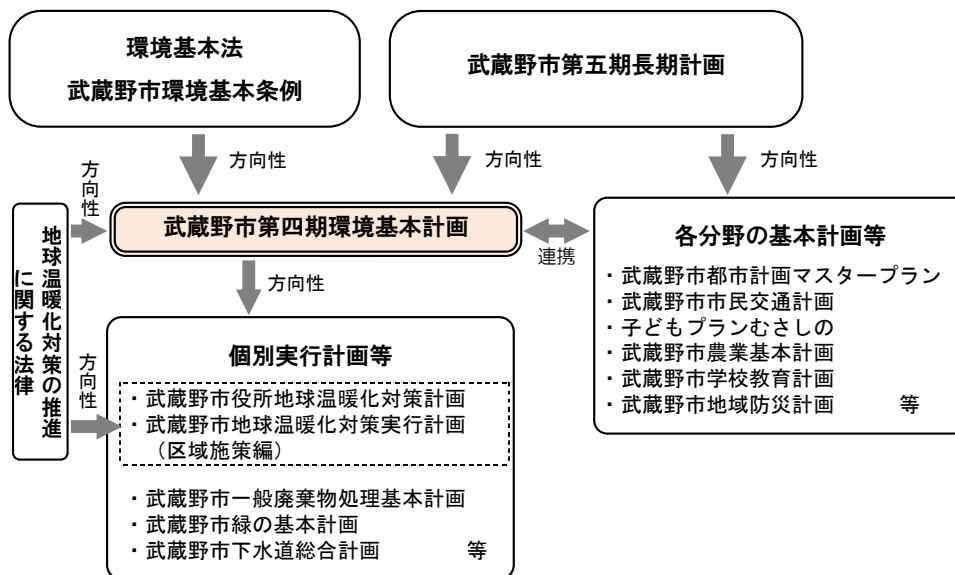 環境基本法
武蔵野市環境基本条例
武蔵野市第五期長期計画
方向性
方向性
方向性
方向性
地球温暖化対策の推進
に関する法律
武蔵野市第四期環境基本計画
連携
方向性
各分野の基本計画等
・武蔵野市都市計画マスタープラン
・武蔵野市市民交通計画
・子どもプランむさしの
・武蔵野市農業基本計画
・武蔵野市学校教育計画
・武蔵野市地域防災計画 等
方向性
個別実行計画等
・武蔵野市役所地球温暖化対策計画
・武蔵野市地球温暖化対策実行計画
（区域施策編）
・武蔵野市一般廃棄物処理基本計画
・武蔵野市緑の基本計画
・武蔵野市下水道総合計画 等